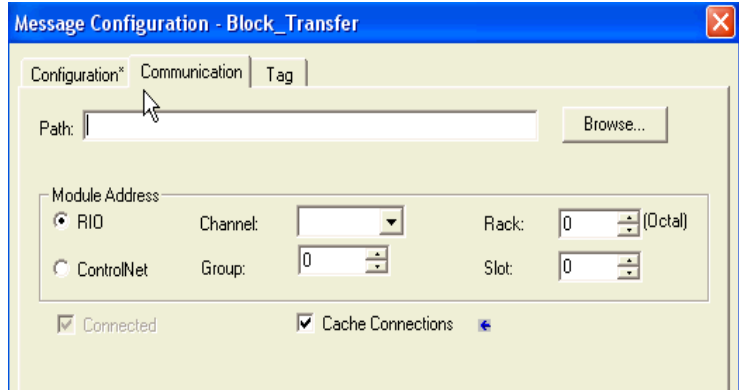 Message Configuration - Block_Transfer
Configuration* Communication Tag
Path: Browse...
Module Address
RIO Channel: Rack: 0 (Octal)
ControlNet Group: 0 Slot: 0
Connected Cache Connections